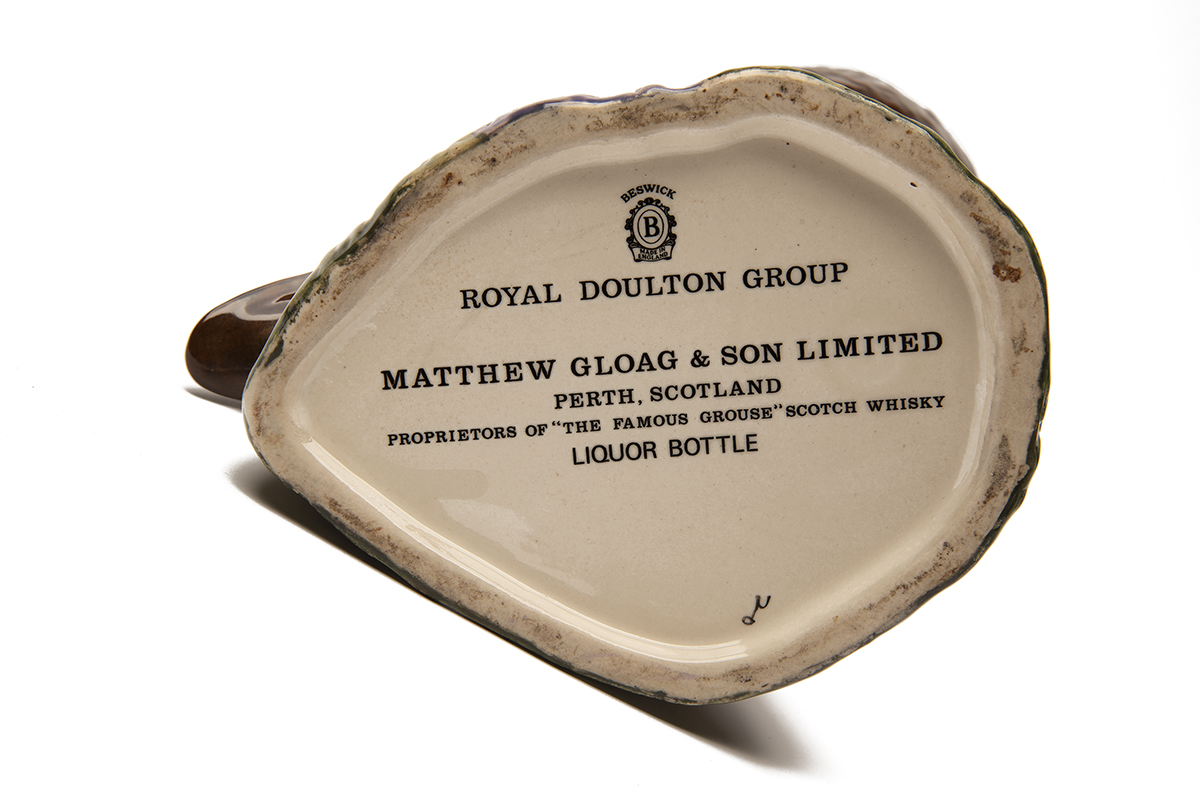 BESWICK
B
MADE IN
ENGLAND
ROYAL DOULTON GROUP
MATTHEW GLOAG & SON LIMITED
PERTH, SCOTLAND
PROPRIETORS OF "THE FAMOUS GROUSE" SCOTCH WHISKY
LIQUOR BOTTLE